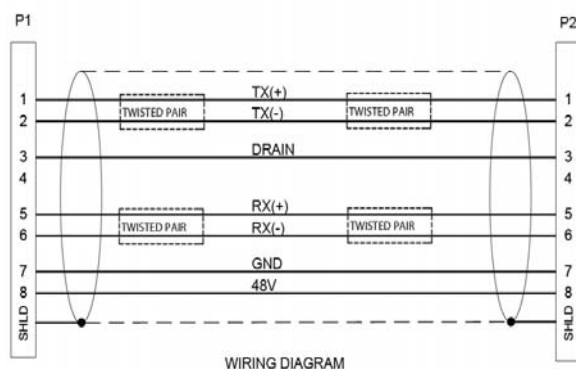 P1 P2
1 TX(+) 1
TWISTED PAIR TWISTED PAIR
2 TX(-) 2
3 DRAIN 3
4 4
5 RX(+) 5
TWISTED PAIR TWISTED PAIR
6 RX(-) 6
GND
7 7
48V
8 8
SHLD SHLD
WIRING DIAGRAM